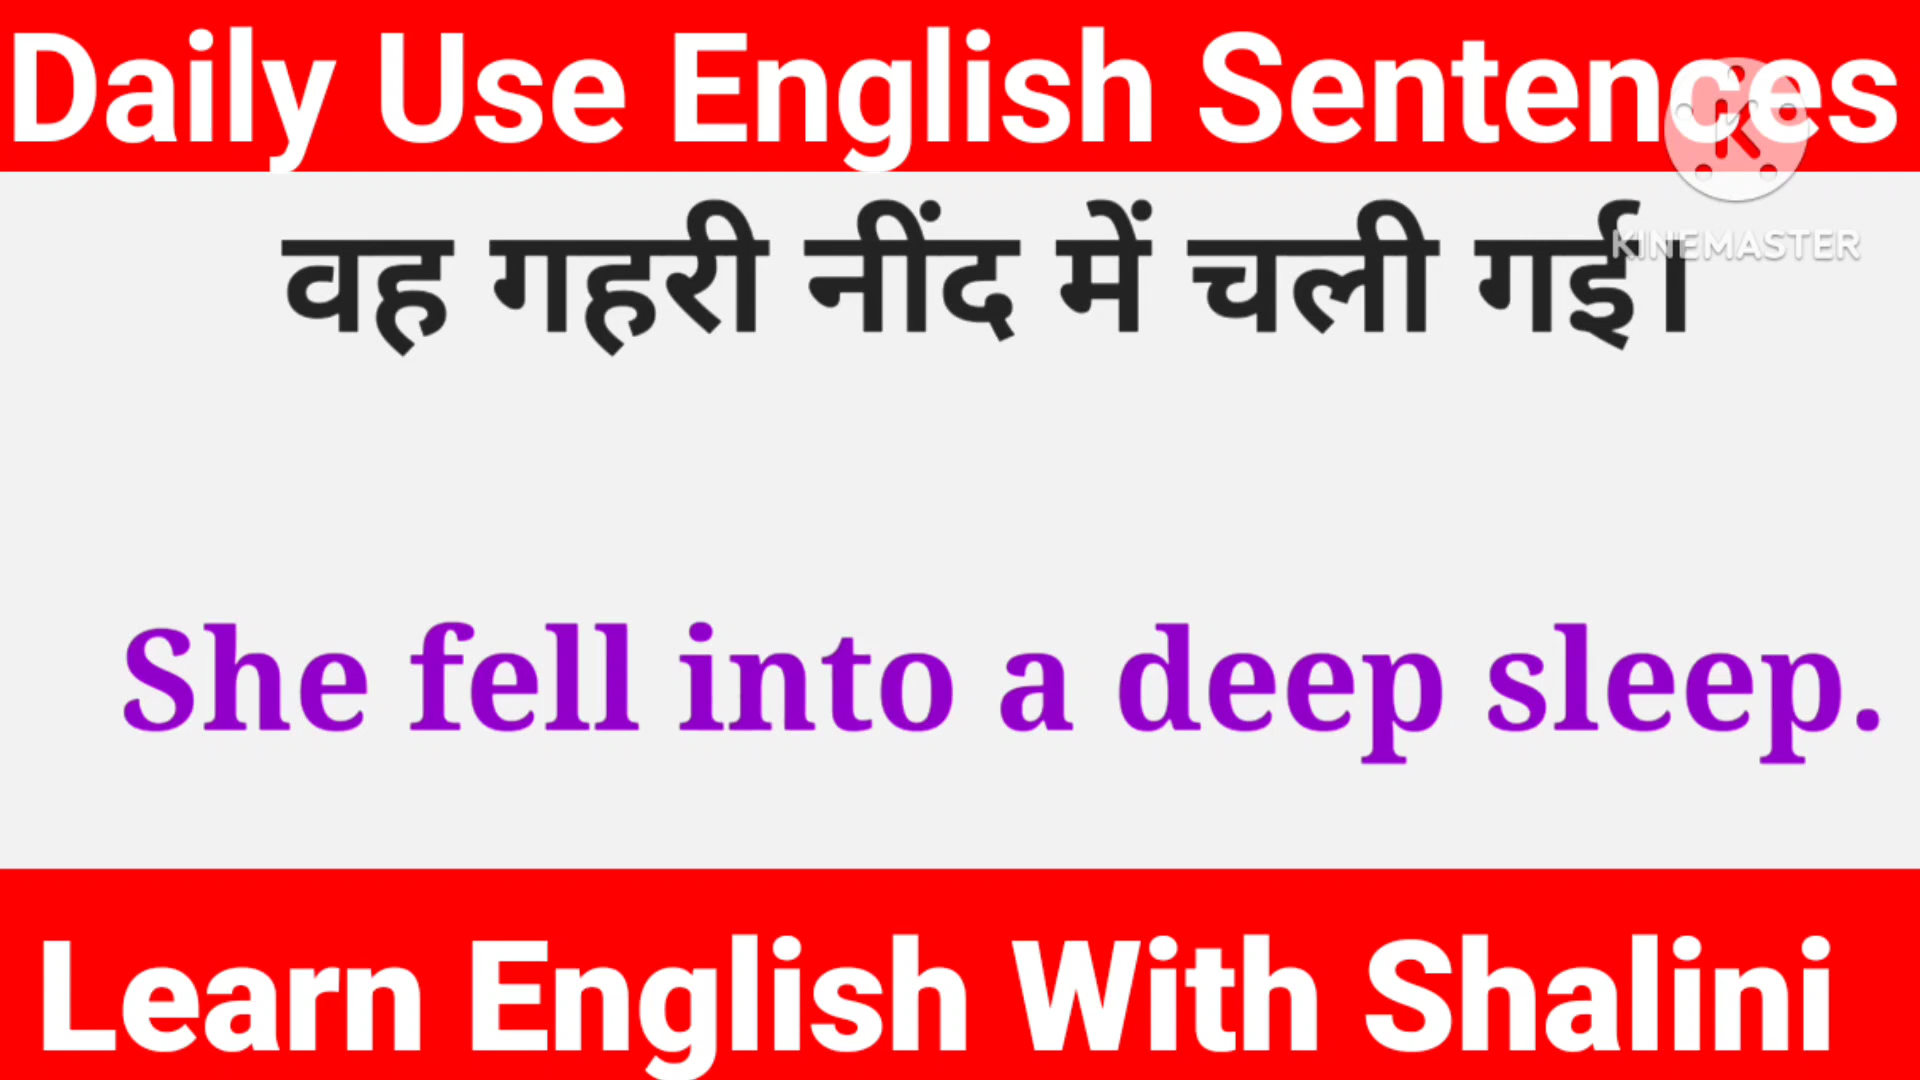 Daily Use English Sentences
वह गहरी नींद में चली गई।
KINEMASTER
She fell into a deep sleep.
Learn English With Shalini